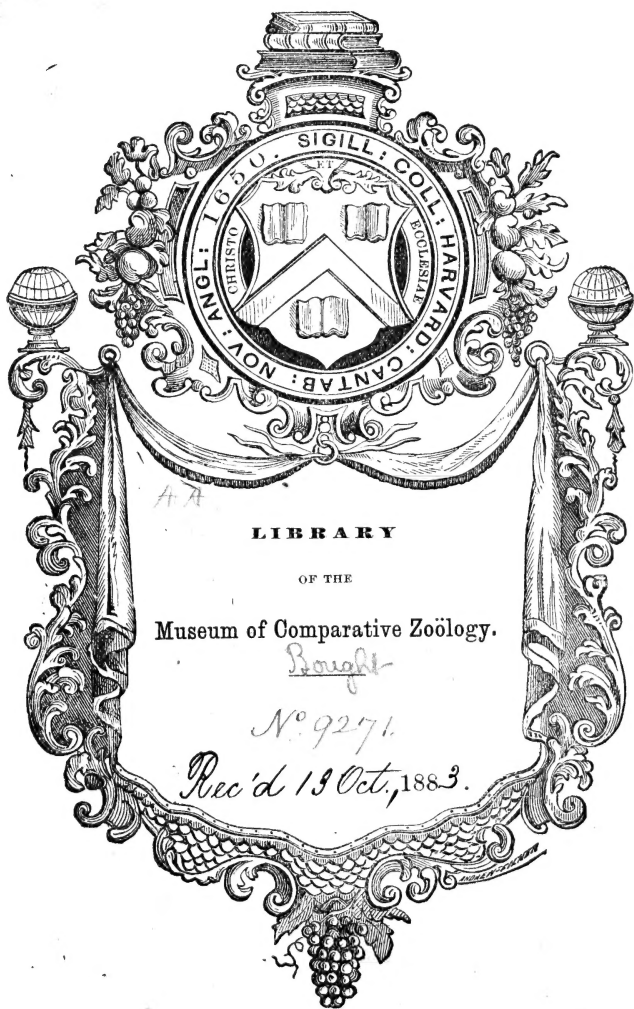 SIGILL: COLL: HARVARD: CANTAB: NOV: ANGL: 1650.
ET
CHRISTO
ECCLESIAE
A A
LIBRARY
OF THE
Museum of Comparative Zoölogy.
Bought
No 9271.
Rec'd 13 Oct., 1883.